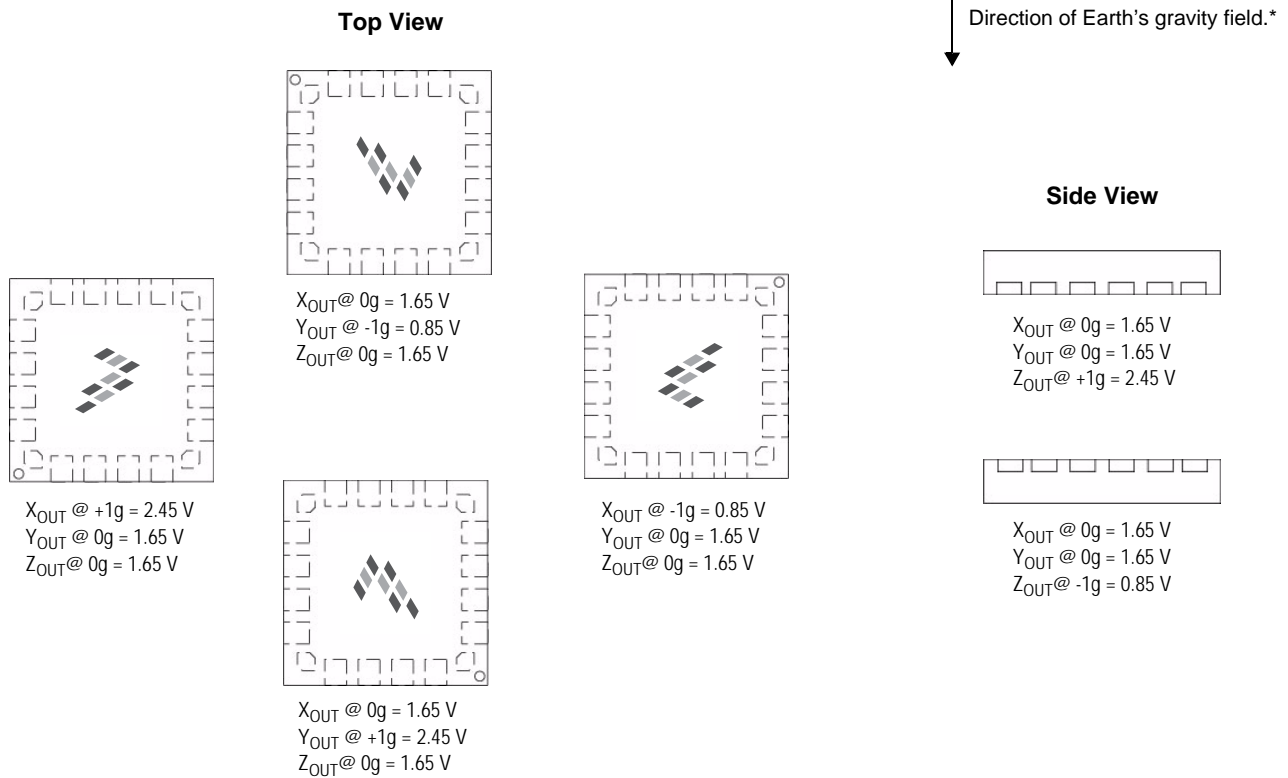 Top View
Direction of Earth's gravity field.*
X_OUT@ 0g = 1.65 V
Y_OUT @ -1g = 0.85 V
Z_OUT@ 0g = 1.65 V
X_OUT @ +1g = 2.45 V
Y_OUT @ 0g = 1.65 V
Z_OUT@ 0g = 1.65 V
X_OUT @ 0g = 1.65 V
Y_OUT @ +1g = 2.45 V
Z_OUT@ 0g = 1.65 V
X_OUT @ -1g = 0.85 V
Y_OUT @ 0g = 1.65 V
Z_OUT@ 0g = 1.65 V
Side View
X_OUT @ 0g = 1.65 V
Y_OUT @ 0g = 1.65 V
Z_OUT@ +1g = 2.45 V
X_OUT @ 0g = 1.65 V
Y_OUT @ 0g = 1.65 V
Z_OUT@ -1g = 0.85 V